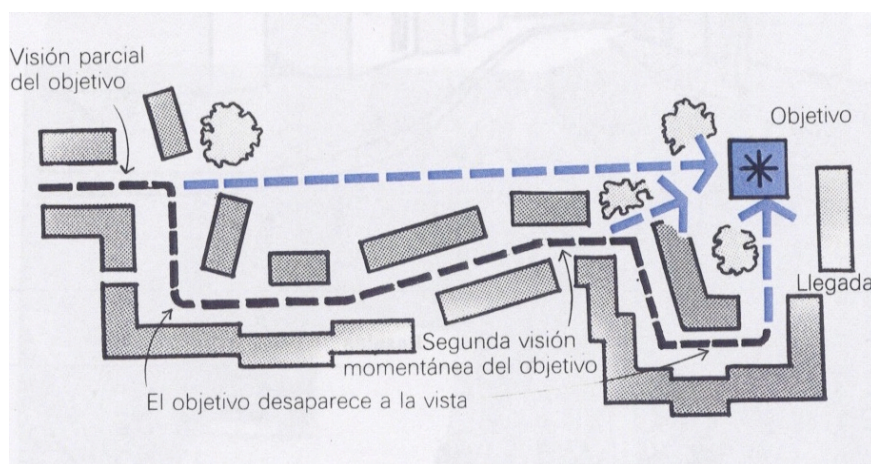 Visión parcial
del objetivo
Objetivo
Llegada
Segunda visión
momentánea del objetivo
El objetivo desaparece a la vista